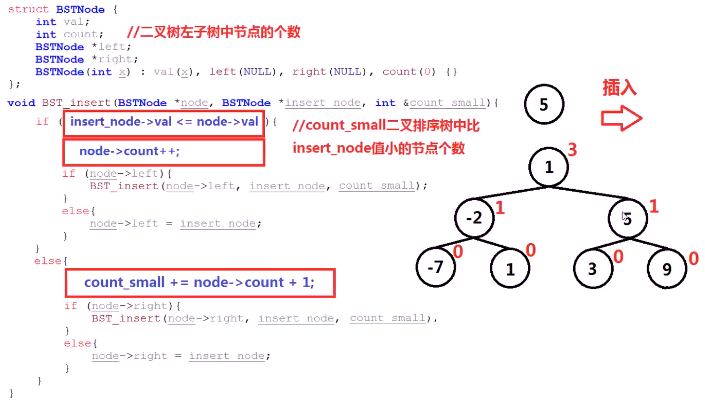 struct BSTNode {
int val;
int count; //二叉树左子树中节点的个数
BSTNode *left;
BSTNode *right;
BSTNode(int x) : val(x), left(NULL), right(NULL), count(0) {}
};
void BST_insert(BSTNode *node, BSTNode *insert_node, int &count_small){
if ( insert_node->val <= node->val ){ //count_small二叉排序树中比
node->count++; insert_node值小的节点个数
if (node->left){
BST_insert(node->left, insert_node, count_small);
}
else{
node->left = insert_node;
}
}
else{
count_small += node->count + 1;
if (node->right){
BST_insert(node->right, insert_node, count_small);
}
else{
node->right = insert_node;
}
}
}
5 插入
1 3
-2 1 5 1
-7 0 1 0 3 0 9 0